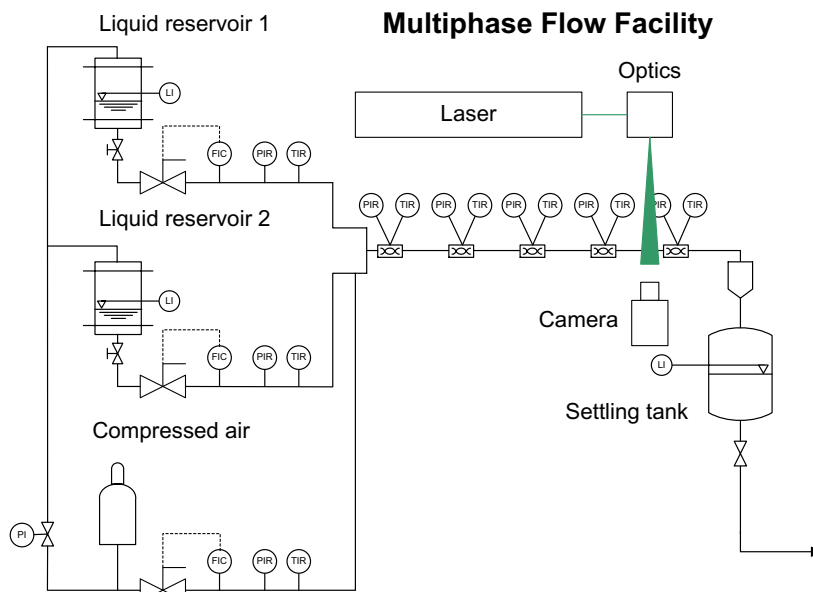 Multiphase Flow Facility
Liquid reservoir 1
LI
FIC
PIR
TIR
Optics
Laser
Liquid reservoir 2
LI
FIC
PIR
TIR
PIR
TIR
PIR
TIR
PIR
TIR
PIR
TIR
PIR
TIR
Camera
LI
Settling tank
Compressed air
PI
FIC
PIR
TIR